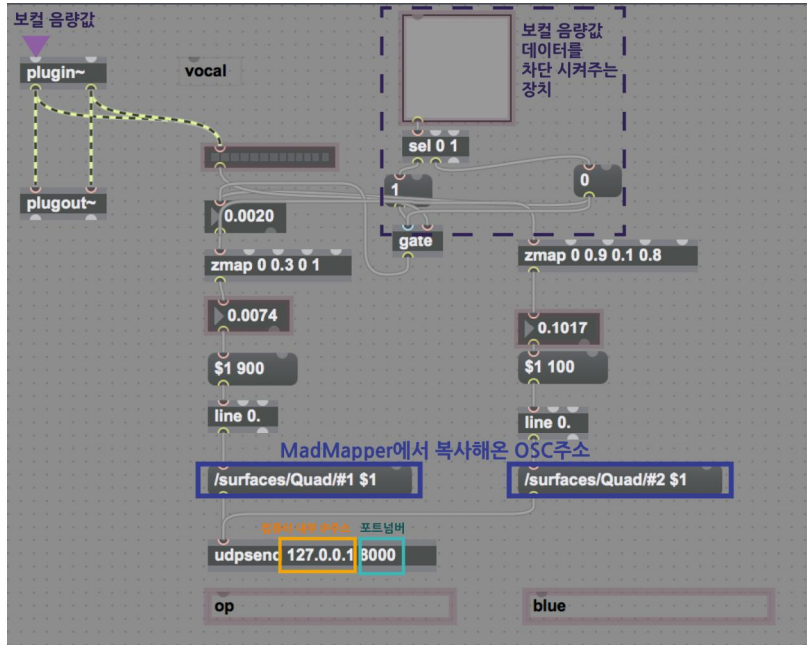 보컬 음량값
보컬 음량값
데이터를
차단 시켜주는
장치
plugin~
vocal
sel 0 1
1
0
plugout~
0.0020
gate
zmap 0 0.3 0 1
zmap 0 0.9 0.1 0.8
0.0074
0.1017
$1 900
$1 100
line 0.
line 0.
MadMapper에서 복사해온 OSC주소
/surfaces/Quad/#1 $1
/surfaces/Quad/#2 $1
포트넘버
udpsend 127.0.0.1 8000
op
blue